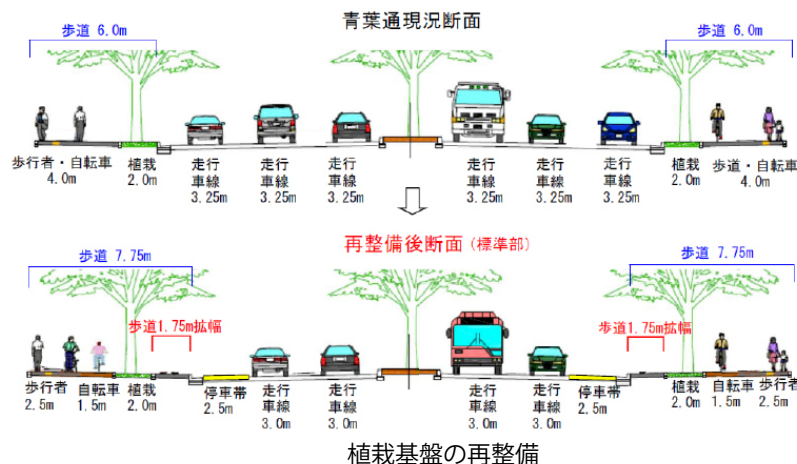 青葉通現況断面
歩道 6.0m
歩道 6.0m
歩行者・自転車
4.0m
植栽
2.0m
走行
車線
3.25m
走行
車線
3.25m
走行
車線
3.25m
走行
車線
3.25m
走行
車線
3.25m
走行
車線
3.25m
植栽
2.0m
歩道・自転車
4.0m
再整備後断面(標準部)
歩道 7.75m
歩道 7.75m
歩道1.75m拡幅
歩道1.75m拡幅
歩行者
2.5m
自転車
1.5m
植栽
2.0m
停車帯
2.5m
走行
車線
3.0m
走行
車線
3.0m
走行
車線
3.0m
走行
車線
3.0m
停車帯
2.5m
植栽
2.0m
自転車
1.5m
歩行者
2.5m
植栽基盤の再整備